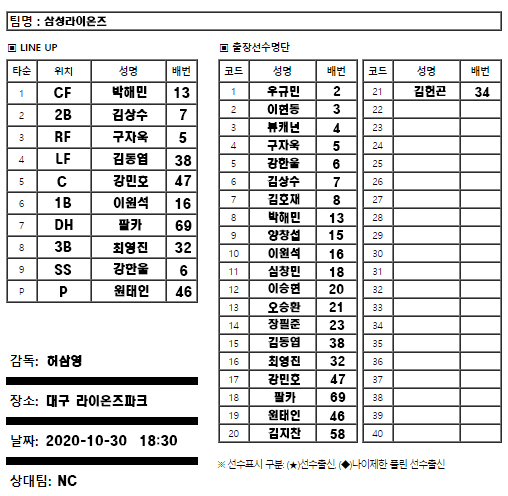 팀명 : 삼성라이온즈
▣ LINE UP
타순 위치 성명 배번
1 CF 박해민 13
2 2B 김상수 7
3 RF 구자욱 5
4 LF 김동엽 38
5 C 강민호 47
6 1B 이원석 16
7 DH 팔카 69
8 3B 최영진 32
9 SS 강한울 6
P P 원태인 46
감독: 허삼영
장소: 대구 라이온즈파크
날짜: 2020-10-30 18:30
상대팀: NC
▣ 출장선수명단
코드 성명 배번 코드 성명 배번
1 우규민 2 21 김헌곤 34
2 이현동 3 22
3 뷰캐넌 4 23
4 구자욱 5 24
5 강한울 6 25
6 김상수 7 26
7 김호재 8 27
8 박해민 13 28
9 양창섭 15 29
10 이원석 16 30
11 심창민 18 31
12 이승현 20 32
13 오승환 21 33
14 장필준 23 34
15 김동엽 38 35
16 최영진 32 36
17 강민호 47 37
18 팔카 69 38
19 원태인 46 39
20 김지찬 58 40
※ 선수표시 구분: (★)선수출신, (◆)나이제한 풀린 선수출신